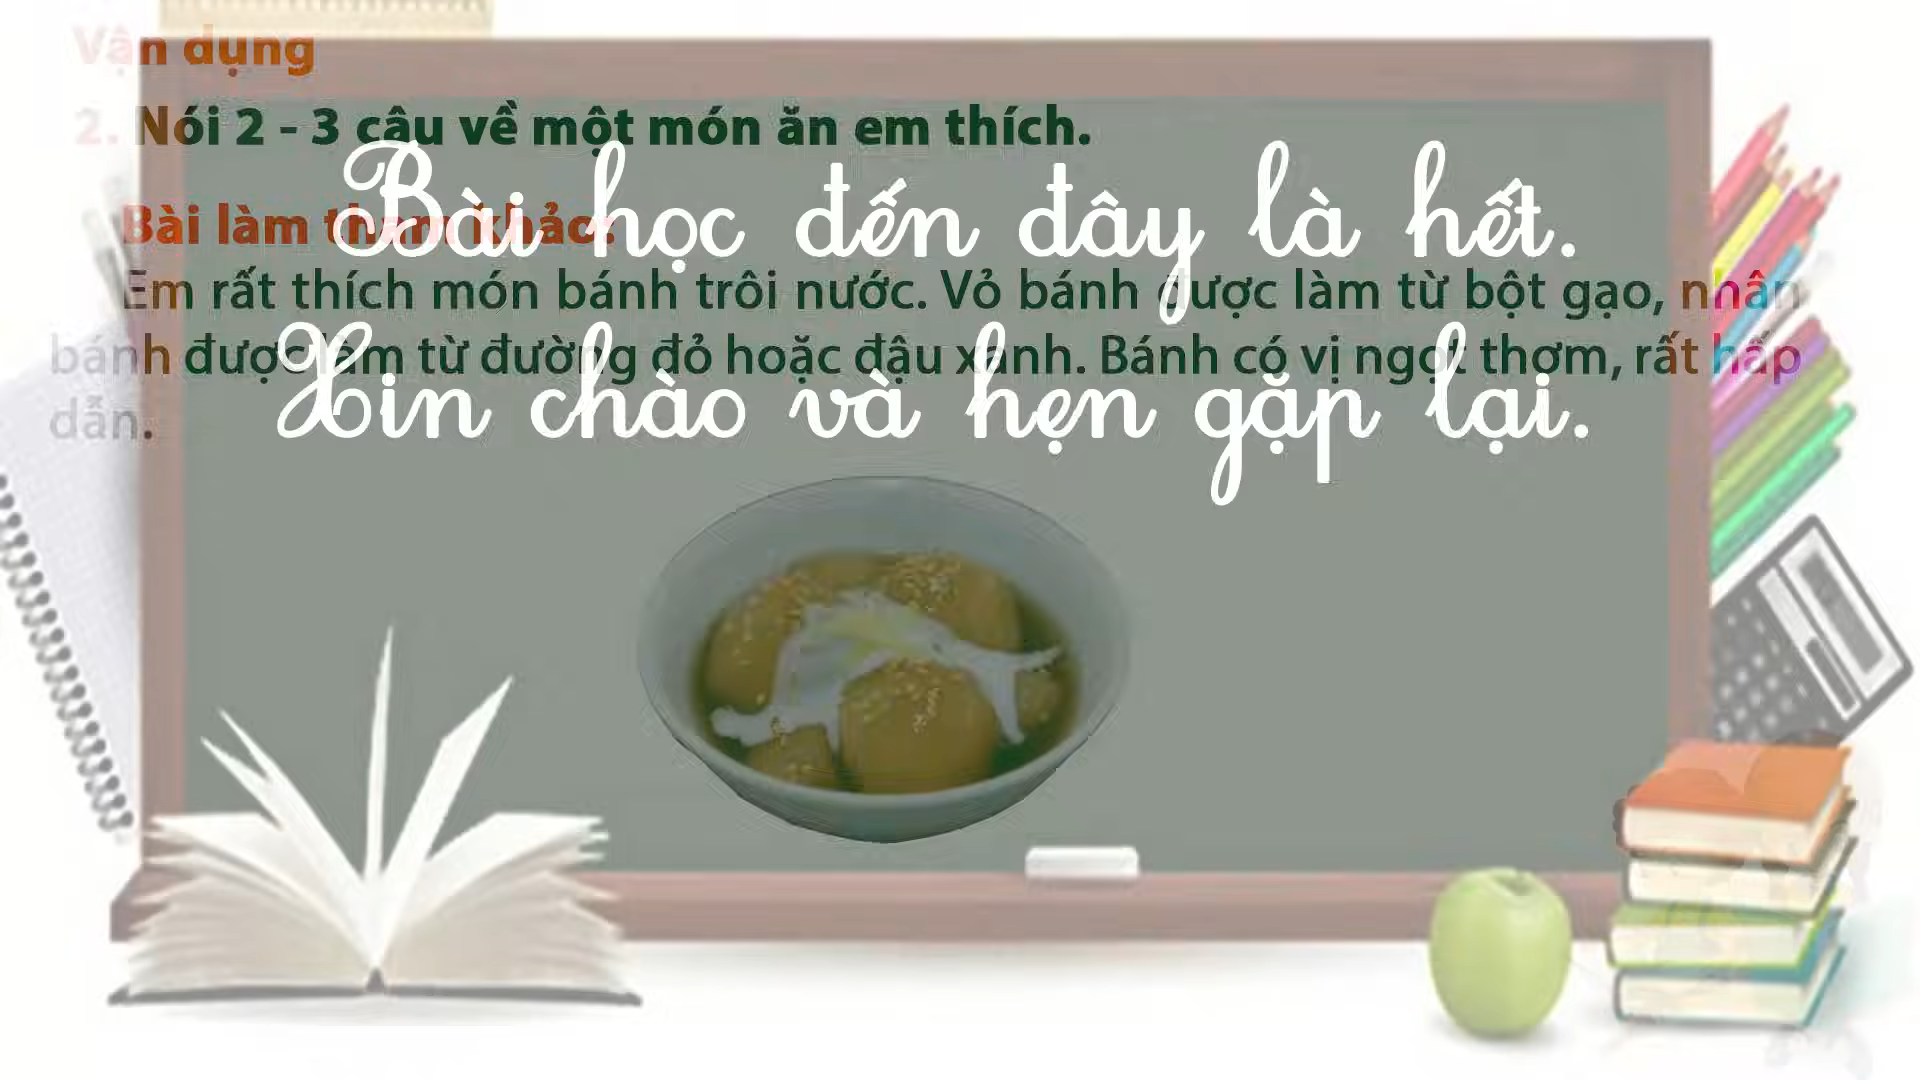 Vận dụng
2. Nói 2 - 3 câu về một món ăn em thích.
Bài làm tham khảo:
Em rất thích món bánh trôi nước. Vỏ bánh được làm từ bột gạo, nhân
bánh được làm từ đường đỏ hoặc đậu xanh. Bánh có vị ngọt thơm, rất hấp
dẫn.
Bài học đến đây là hết.
Xin chào và hẹn gặp lại.